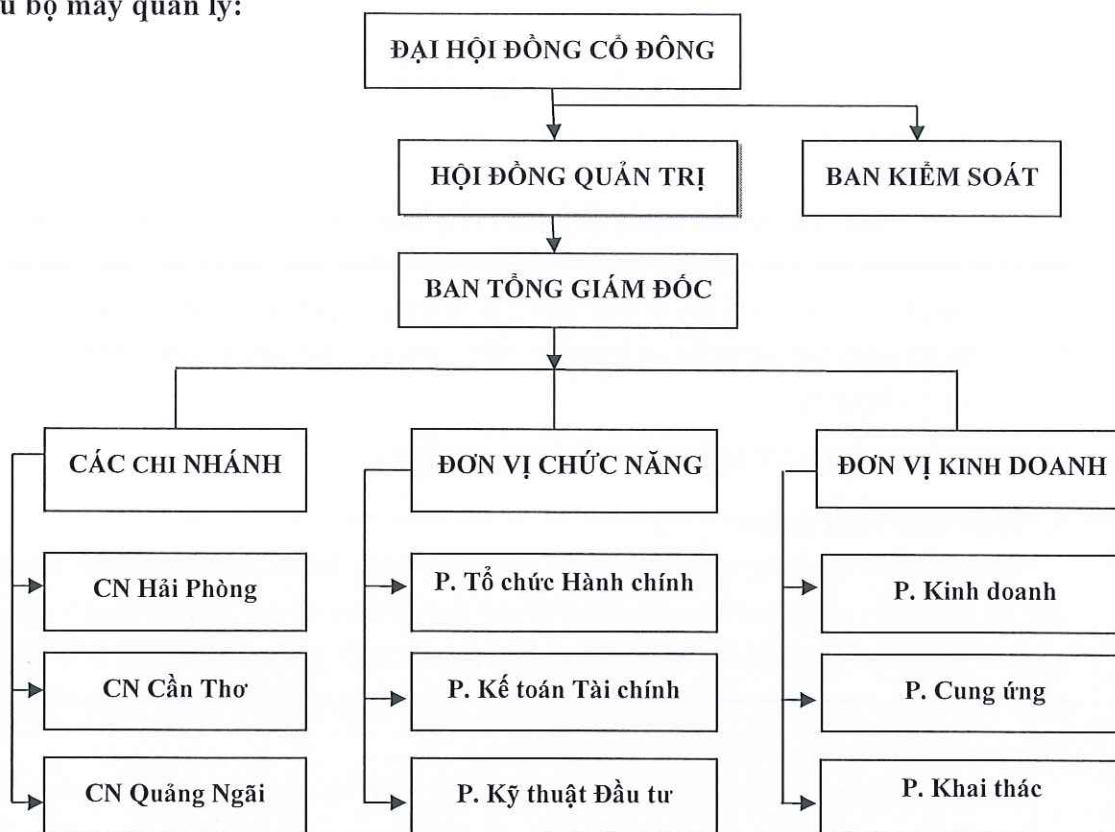 bộ máy quản lý:
ĐẠI HỘI ĐỒNG CỔ ĐÔNG
HỘI ĐỒNG QUẢN TRỊ
BAN KIỂM SOÁT
BAN TỔNG GIÁM ĐỐC
CÁC CHI NHÁNH
ĐƠN VỊ CHỨC NĂNG
ĐƠN VỊ KINH DOANH
CN Hải Phòng
P. Tổ chức Hành chính
P. Kinh doanh
CN Cần Thơ
P. Kế toán Tài chính
P. Cung ứng
CN Quảng Ngãi
P. Kỹ thuật Đầu tư
P. Khai thác